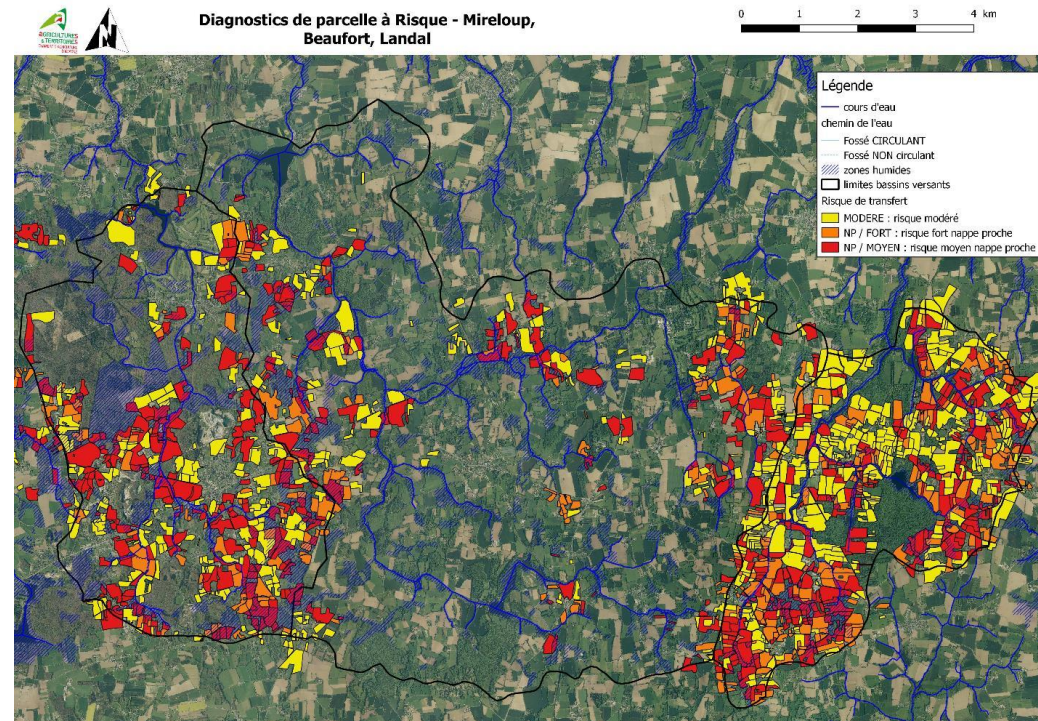 AGRICULTURES
& TERRITOIRES
Diagnostics de parcelle à Risque - Mireloup,
Beaufort, Landal
0 1 2 3 4 km
Légende
cours d'eau
chemin de l'eau
Fossé CIRCULANT
Fossé NON circulant
zones humides
limites bassins versants
Risque de transfert
MODERE : risque modéré
NP / FORT : risque fort nappe proche
NP / MOYEN : risque moyen nappe proche